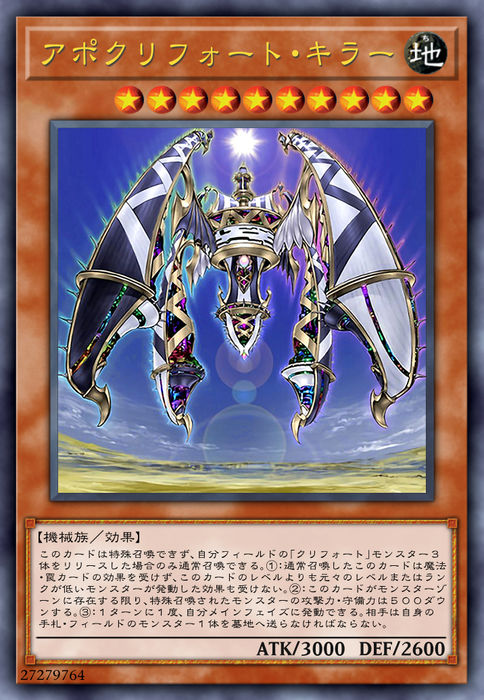 アポクリフォート・キラー
地
ち
【機械族／効果】
このカードは特殊召喚できず、自分フィールドの「クリフォート」モンスター３
体をリリースした場合のみ通常召喚できる。①：通常召喚したこのカードは魔法
・罠カードの効果を受けず、このカードのレベルよりも元々のレベルまたはラン
クが低いモンスターが発動した効果も受けない。②：このカードがモンスターゾ
ーンに存在する限り、特殊召喚されたモンスターの攻撃力・守備力は５００ダウ
ンする。③：１ターンに１度、自分メインフェイズに発動できる。相手は自身の
手札・フィールドのモンスター１体を墓地へ送らなければならない。
ATK/3000 DEF/2600
27279764